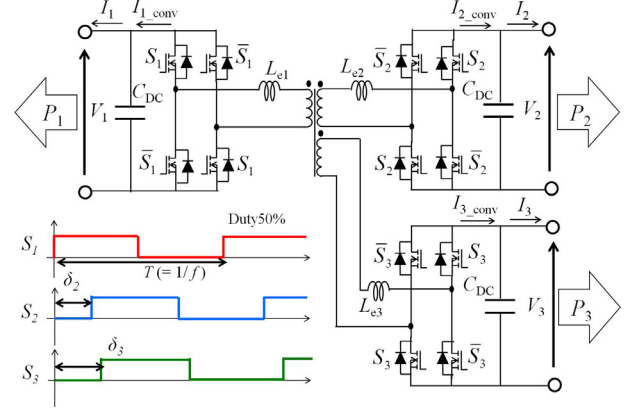 I1 I1_conv
I2_conv I2
S1 S̅1
Le1
Le2
S̅2 S2
P1
V1
CDC
CDC
V2
P2
S̅1 S1
S2 S̅2
Duty50%
S1
T (= 1/f)
I3_conv I3
δ2
S2
S̅3 S3
Le3
CDC
V3
P3
δ3
S3
S3 S̅3